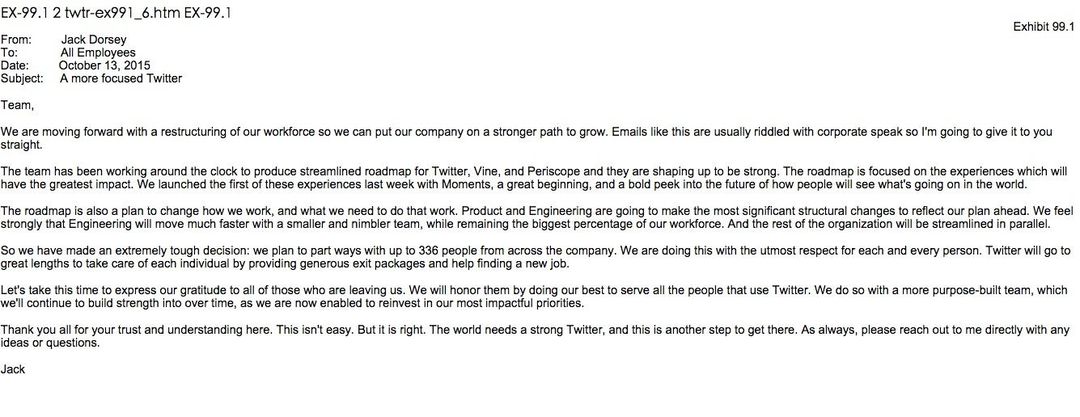 EX-99.1 2 twtr-ex991_6.htm EX-99.1
Exhibit 99.1
From: Jack Dorsey
To: All Employees
Date: October 13, 2015
Subject: A more focused Twitter
Team,
We are moving forward with a restructuring of our workforce so we can put our company on a stronger path to grow. Emails like this are usually riddled with corporate speak so I'm going to give it to you
straight.
The team has been working around the clock to produce streamlined roadmap for Twitter, Vine, and Periscope and they are shaping up to be strong. The roadmap is focused on the experiences which will
have the greatest impact. We launched the first of these experiences last week with Moments, a great beginning, and a bold peek into the future of how people will see what's going on in the world.
The roadmap is also a plan to change how we work, and what we need to do that work. Product and Engineering are going to make the most significant structural changes to reflect our plan ahead. We feel
strongly that Engineering will move much faster with a smaller and nimbler team, while remaining the biggest percentage of our workforce. And the rest of the organization will be streamlined in parallel.
So we have made an extremely tough decision: we plan to part ways with up to 336 people from across the company. We are doing this with the utmost respect for each and every person. Twitter will go to
great lengths to take care of each individual by providing generous exit packages and help finding a new job.
Let's take this time to express our gratitude to all of those who are leaving us. We will honor them by doing our best to serve all the people that use Twitter. We do so with a more purpose-built team, which
we'll continue to build strength into over time, as we are now enabled to reinvest in our most impactful priorities.
Thank you all for your trust and understanding here. This isn't easy. But it is right. The world needs a strong Twitter, and this is another step to get there. As always, please reach out to me directly with any
ideas or questions.
Jack